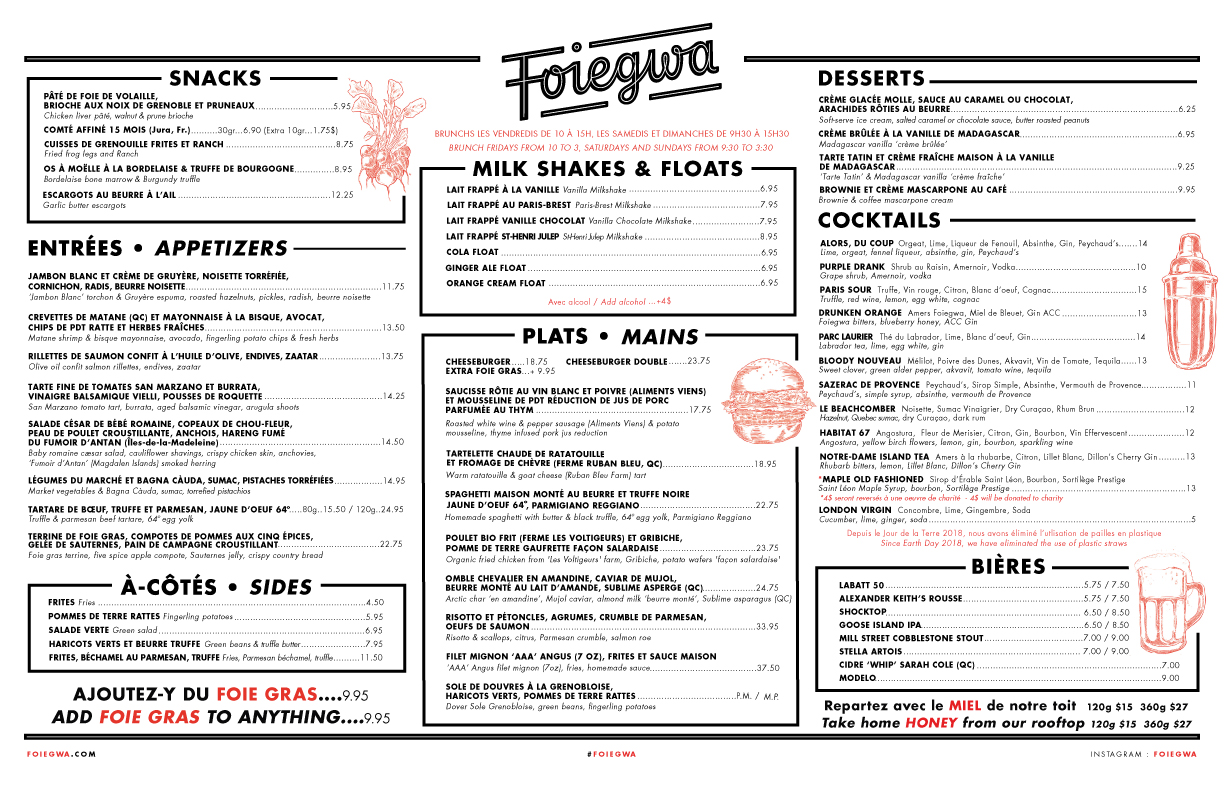 Foiegwa
SNACKS
PÂTÉ DE FOIE DE VOLAILLE,
BRIOCHE AUX NOIX DE GRENOBLE ET PRUNEAUX....5.95
Chicken liver pâté, walnut & prune brioche
COMTÉ AFFINÉ 15 MOIS (Jura, Fr.)....30gr...6.90 (Extra 10gr...1.75$)
CUISSES DE GRENOUILLE FRITES ET RANCH....8.75
Fried frog legs and Ranch
OS À MOËLLE À LA BORDELAISE & TRUFFE DE BOURGOGNE....8.95
Bordelaise bone marrow & Burgundy truffle
ESCARGOTS AU BEURRE À L'AIL....12.25
Garlic butter escargots
ENTRÉES • APPETIZERS
JAMBON BLANC ET CRÈME DE GRUYÈRE, NOISETTE TORRÉFIÉE,
CORNICHON, RADIS, BEURRE NOISETTE....11.75
'Jambon Blanc' torchon & Gruyère espuma, roasted hazelnuts, pickles, radish, beurre noisette
CREVETTES DE MATANE (QC) ET MAYONNAISE À LA BISQUE, AVOCAT,
CHIPS DE PDT RATTE ET HERBES FRAÎCHES....13.50
Matane shrimp & bisque mayonnaise, avocado, fingerling potato chips & fresh herbs
RILLETTES DE SAUMON CONFIT À L'HUILE D'OLIVE, ENDIVES, ZAATAR....13.75
Olive oil confit salmon rillettes, endives, zaatar
TARTE FINE DE TOMATES SAN MARZANO ET BURRATA,
VINAIGRE BALSAMIQUE VIELLI, POUSSES DE ROQUETTE....14.25
San Marzano tomato tart, burrata, aged balsamic vinegar, arugula shoots
SALADE CÉSAR DE BÉBÉ ROMAINE, COPEAUX DE CHOU-FLEUR,
PEAU DE POULET CROUSTILLANTE, ANCHOIS, HARENG FUMÉ
DU FUMOIR D'ANTAN (Îles-de-la-Madeleine)....14.50
Baby romaine cæsar salad, cauliflower shavings, crispy chicken skin, anchovies,
'Fumoir d'Antan' (Magdalen Islands) smoked herring
LÉGUMES DU MARCHÉ ET BAGNA CÀUDA, SUMAC, PISTACHES TORRÉFIÉES....14.95
Market vegetables & Bagna Càuda, sumac, torrefied pistachios
TARTARE DE BŒUF, TRUFFE ET PARMESAN, JAUNE D'OEUF 64°....80g..15.50 / 120g..24.95
Truffle & parmesan beef tartare, 64° egg yolk
TERRINE DE FOIE GRAS, COMPOTES DE POMMES AUX CINQ ÉPICES,
GELÉE DE SAUTERNES, PAIN DE CAMPAGNE CROUSTILLANT....22.75
Foie gras terrine, five spice apple compote, Sauternes jelly, crispy country bread
À-CÔTÉS • SIDES
FRITES Fries....4.50
POMMES DE TERRE RATTES Fingerling potatoes....5.95
SALADE VERTE Green salad....6.95
HARICOTS VERTS ET BEURRE TRUFFE Green beans & truffle butter....7.95
FRITES, BÉCHAMEL AU PARMESAN, TRUFFE Fries, Parmesan béchamel, truffle....11.50
AJOUTEZ-Y DU FOIE GRAS....9.95
ADD FOIE GRAS TO ANYTHING....9.95
BRUNCHS LES VENDREDIS DE 10 À 15H, LES SAMEDIS ET DIMANCHES DE 9H30 À 15H30
BRUNCH FRIDAYS FROM 10 TO 3, SATURDAYS AND SUNDAYS FROM 9:30 TO 3:30
MILK SHAKES & FLOATS
LAIT FRAPPÉ À LA VANILLE Vanilla Milkshake....6.95
LAIT FRAPPÉ AU PARIS-BREST Paris-Brest Milkshake....7.95
LAIT FRAPPÉ VANILLE CHOCOLAT Vanilla Chocolate Milkshake....7.95
LAIT FRAPPÉ ST-HENRI JULEP St-Henri Julep Milkshake....8.95
COLA FLOAT....6.95
GINGER ALE FLOAT....6.95
ORANGE CREAM FLOAT....6.95
Avec alcool / Add alcohol ...+4$
PLATS • MAINS
CHEESEBURGER....18.75 CHEESEBURGER DOUBLE....23.75
EXTRA FOIE GRAS...+ 9.95
SAUCISSE RÔTIE AU VIN BLANC ET POIVRE (ALIMENTS VIENS)
ET MOUSSELINE DE PDT RÉDUCTION DE JUS DE PORC
PARFUMÉE AU THYM....17.75
Roasted white wine & pepper sausage (Aliments Viens) & potato
mousseline, thyme infused pork jus reduction
TARTELETTE CHAUDE DE RATATOUILLE
ET FROMAGE DE CHÈVRE (FERME RUBAN BLEU, QC)....18.95
Warm ratatouille & goat cheese (Ruban Bleu Farm) tart
SPAGHETTI MAISON MONTÉ AU BEURRE ET TRUFFE NOIRE
JAUNE D'OEUF 64°, PARMIGIANO REGGIANO....22.75
Homemade spaghetti with butter & black truffle, 64° egg yolk, Parmigiano Reggiano
POULET BIO FRIT (FERME LES VOLTIGEURS) ET GRIBICHE,
POMME DE TERRE GAUFRETTE FAÇON SALARDAISE....23.75
Organic fried chicken from 'Les Voltigeurs' farm, Gribiche, potato wafers 'façon salardaise'
OMBLE CHEVALIER EN AMANDINE, CAVIAR DE MUJOL,
BEURRE MONTÉ AU LAIT D'AMANDE, SUBLIME ASPERGE (QC)....24.75
Arctic char 'en amandine', Mujol caviar, almond milk 'beurre monté', Sublime asparagus (QC)
RISOTTO ET PÉTONCLES, AGRUMES, CRUMBLE DE PARMESAN,
OEUFS DE SAUMON....33.95
Risotto & scallops, citrus, Parmesan crumble, salmon roe
FILET MIGNON 'AAA' ANGUS (7 OZ), FRITES ET SAUCE MAISON
'AAA' Angus filet mignon (7oz), fries, homemade sauce....37.50
SOLE DE DOUVRES À LA GRENOBLOISE,
HARICOTS VERTS, POMMES DE TERRE RATTES....P.M. / M.P.
Dover Sole Grenobloise, green beans, fingerling potatoes
DESSERTS
CRÈME GLACÉE MOLLE, SAUCE AU CARAMEL OU CHOCOLAT,
ARACHIDES RÔTIES AU BEURRE....6.25
Soft-serve ice cream, salted caramel or chocolate sauce, butter roasted peanuts
CRÈME BRÛLÉE À LA VANILLE DE MADAGASCAR....6.95
Madagascar vanilla 'crème brûlée'
TARTE TATIN ET CRÈME FRAÎCHE MAISON À LA VANILLE
DE MADAGASCAR....9.25
'Tarte Tatin' & Madagascar vanilla 'crème fraîche'
BROWNIE ET CRÈME MASCARPONE AU CAFÉ....9.95
Brownie & coffee mascarpone cream
COCKTAILS
ALORS, DU COUP Orgeat, Lime, Liqueur de Fenouil, Absinthe, Gin, Peychaud's....14
Lime, orgeat, fennel liqueur, absinthe, gin, Peychaud's
PURPLE DRANK Shrub au Raisin, Amernoir, Vodka....10
Grape shrub, Amernoir, vodka
PARIS SOUR Truffe, Vin rouge, Citron, Blanc d'oeuf, Cognac....15
Truffle, red wine, lemon, egg white, cognac
DRUNKEN ORANGE Amers Foiegwa, Miel de Bleuet, Gin ACC....13
Foiegwa bitters, blueberry honey, ACC Gin
PARC LAURIER Thé du Labrador, Lime, Blanc d'oeuf, Gin....14
Labrador tea, lime, egg white, gin
BLOODY NOUVEAU Mélilot, Poivre des Dunes, Akvavit, Vin de Tomate, Tequila....13
Sweet clover, green alder pepper, akvavit, tomato wine, tequila
SAZERAC DE PROVENCE Peychaud's, Sirop Simple, Absinthe, Vermouth de Provence....11
Peychaud's, simple syrup, absinthe, vermouth de Provence
LE BEACHCOMBER Noisette, Sumac Vinaigrier, Dry Curaçao, Rhum Brun....12
Hazelnut, Quebec sumac, dry Curaçao, dark rum
HABITAT 67 Angostura, Fleur de Merisier, Citron, Gin, Bourbon, Vin Effervescent....12
Angostura, yellow birch flowers, lemon, gin, bourbon, sparkling wine
NOTRE-DAME ISLAND TEA Amers à la rhubarbe, Citron, Lillet Blanc, Dillon's Cherry Gin....13
Rhubarb bitters, lemon, Lillet Blanc, Dillon's Cherry Gin
*MAPLE OLD FASHIONED Sirop d'Érable Saint Léon, Bourbon, Sortilège Prestige
Saint Léon Maple Syrup, bourbon, Sortilège Prestige....13
*4$ seront reversés à une oeuvre de charité - 4$ will be donated to charity
LONDON VIRGIN Concombre, Lime, Gingembre, Soda
Cucumber, lime, ginger, soda....5
Depuis le Jour de la Terre 2018, nous avons éliminé l'utlisation de pailles en plastique
Since Earth Day 2018, we have eliminated the use of plastic straws
BIÈRES
LABATT 50....5.75 / 7.50
ALEXANDER KEITH'S ROUSSE....5.75 / 7.50
SHOCKTOP....6.50 / 8.50
GOOSE ISLAND IPA....6.50 / 8.50
MILL STREET COBBLESTONE STOUT....7.00 / 9.00
STELLA ARTOIS....7.00 / 9.00
CIDRE 'WHIP' SARAH COLE (QC)....7.00
MODELO....9.00
Repartez avec le MIEL de notre toit 120g $15 360g $27
Take home HONEY from our rooftop 120g $15 360g $27
FOIEGWA.COM
#FOIEGWA
INSTAGRAM : FOIEGWA